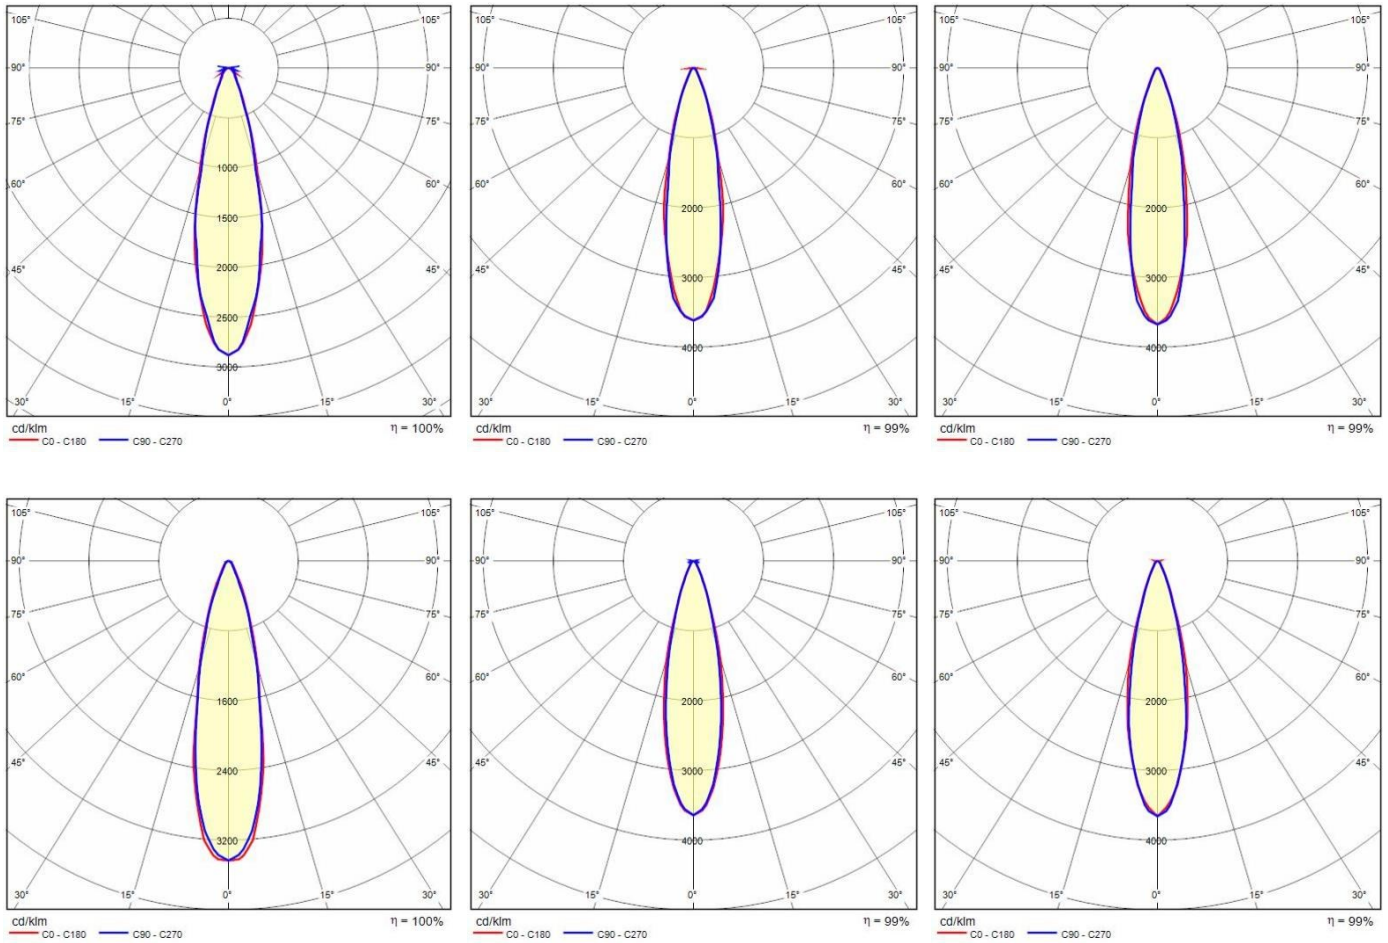 105° 105° 105° 105° 105° 105°
90° 90° 90° 90° 90° 90°
75° 75° 75° 75° 75° 75°
1000
60° 60° 60° 60° 60° 60°
1500 2000 2000
45° 45° 45° 45° 45° 45°
2000 3000 3000
2500
4000 4000
3000
30° 15° 0° 15° 30° 30° 15° 0° 15° 30° 30° 15° 0° 15° 30°
cd/klm η = 100% cd/klm η = 99% cd/klm η = 99%
C0 - C180 C90 - C270 C0 - C180 C90 - C270 C0 - C180 C90 - C270
105° 105° 105° 105° 105° 105°
90° 90° 90° 90° 90° 90°
75° 75° 75° 75° 75° 75°
60° 60° 60° 60° 60° 60°
1600 2000 2000
45° 45° 45° 45° 45° 45°
2400 3000 3000
3200 4000 4000
30° 15° 0° 15° 30° 30° 15° 0° 15° 30° 30° 15° 0° 15° 30°
cd/klm η = 100% cd/klm η = 99% cd/klm η = 99%
C0 - C180 C90 - C270 C0 - C180 C90 - C270 C0 - C180 C90 - C270